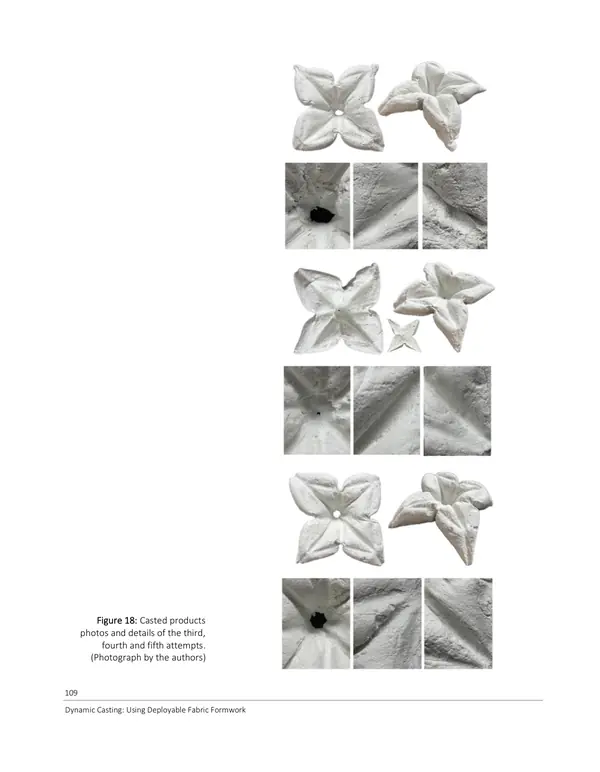 Figure 18: Casted products
photos and details of the third,
fourth and fifth attempts.
(Photograph by the authors)
109
Dynamic Casting: Using Deployable Fabric Formwork